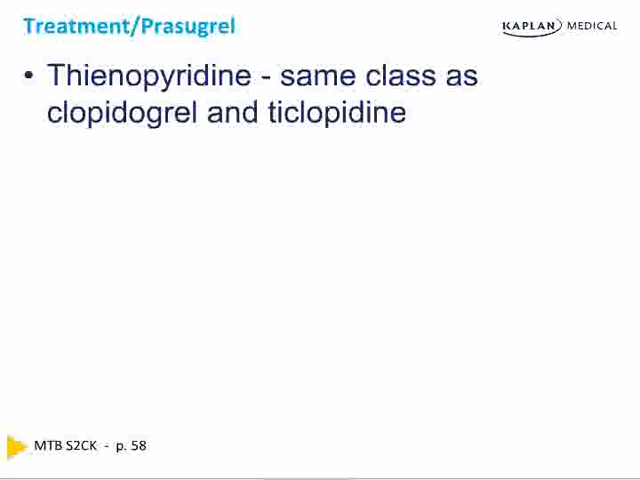 Treatment/Prasugrel
KAPLAN MEDICAL
• Thienopyridine - same class as
clopidogrel and ticlopidine
MTB S2CK - p. 58